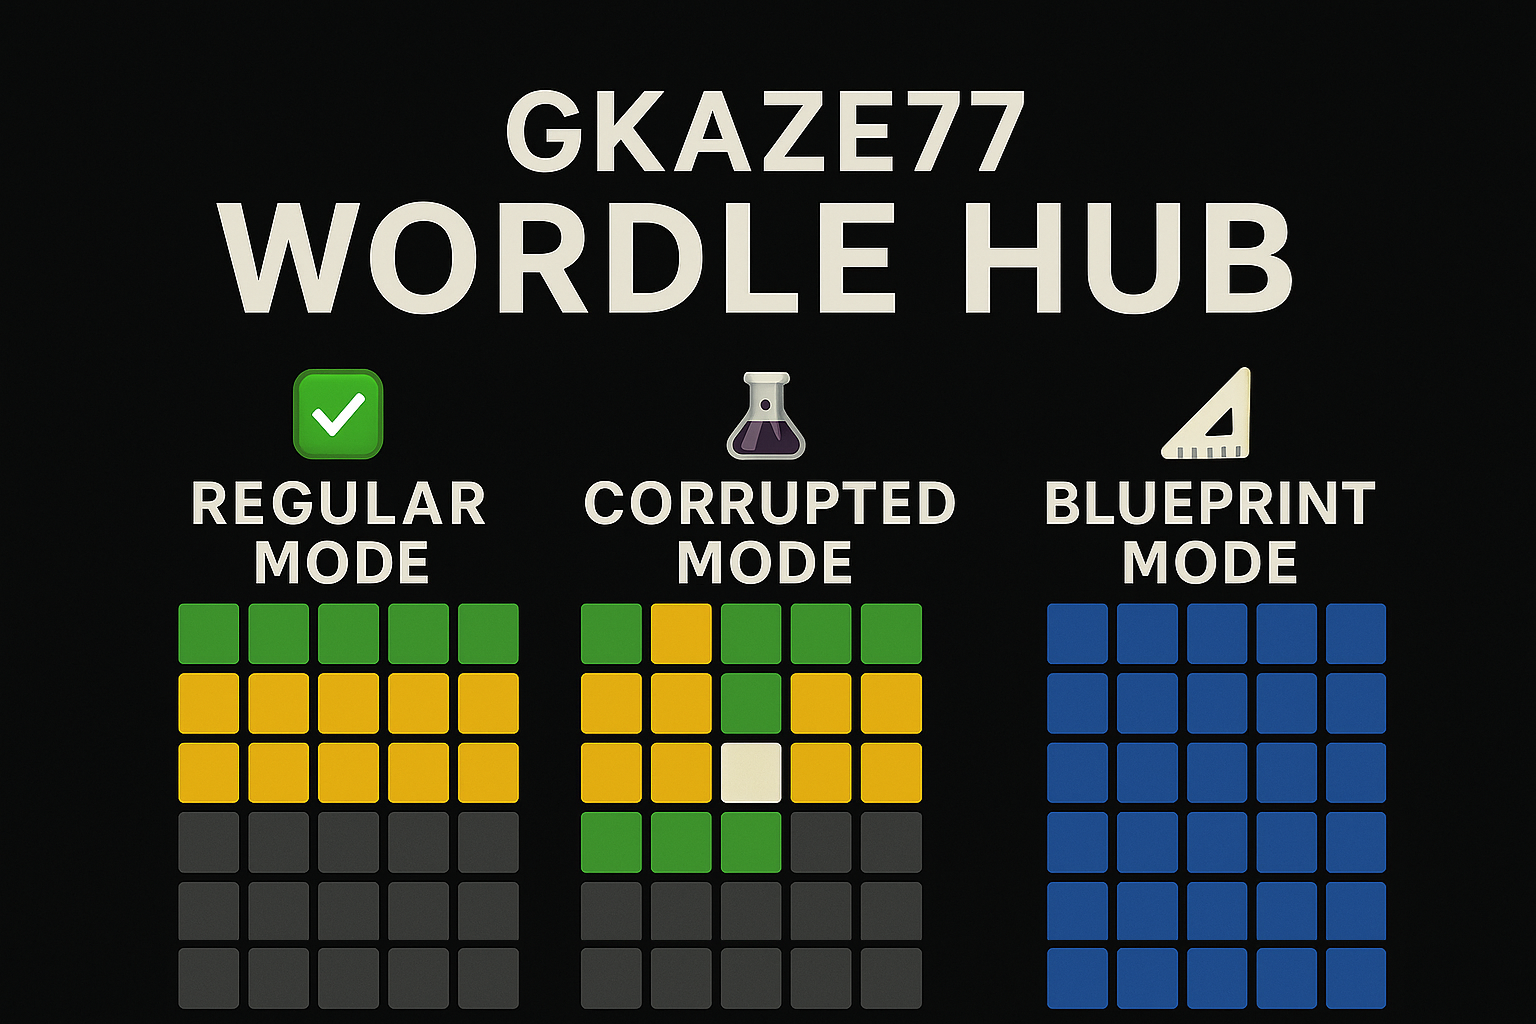 GKAZE77
WORDLE HUB
REGULAR
MODE
CORRUPTED
MODE
BLUEPRINT
MODE